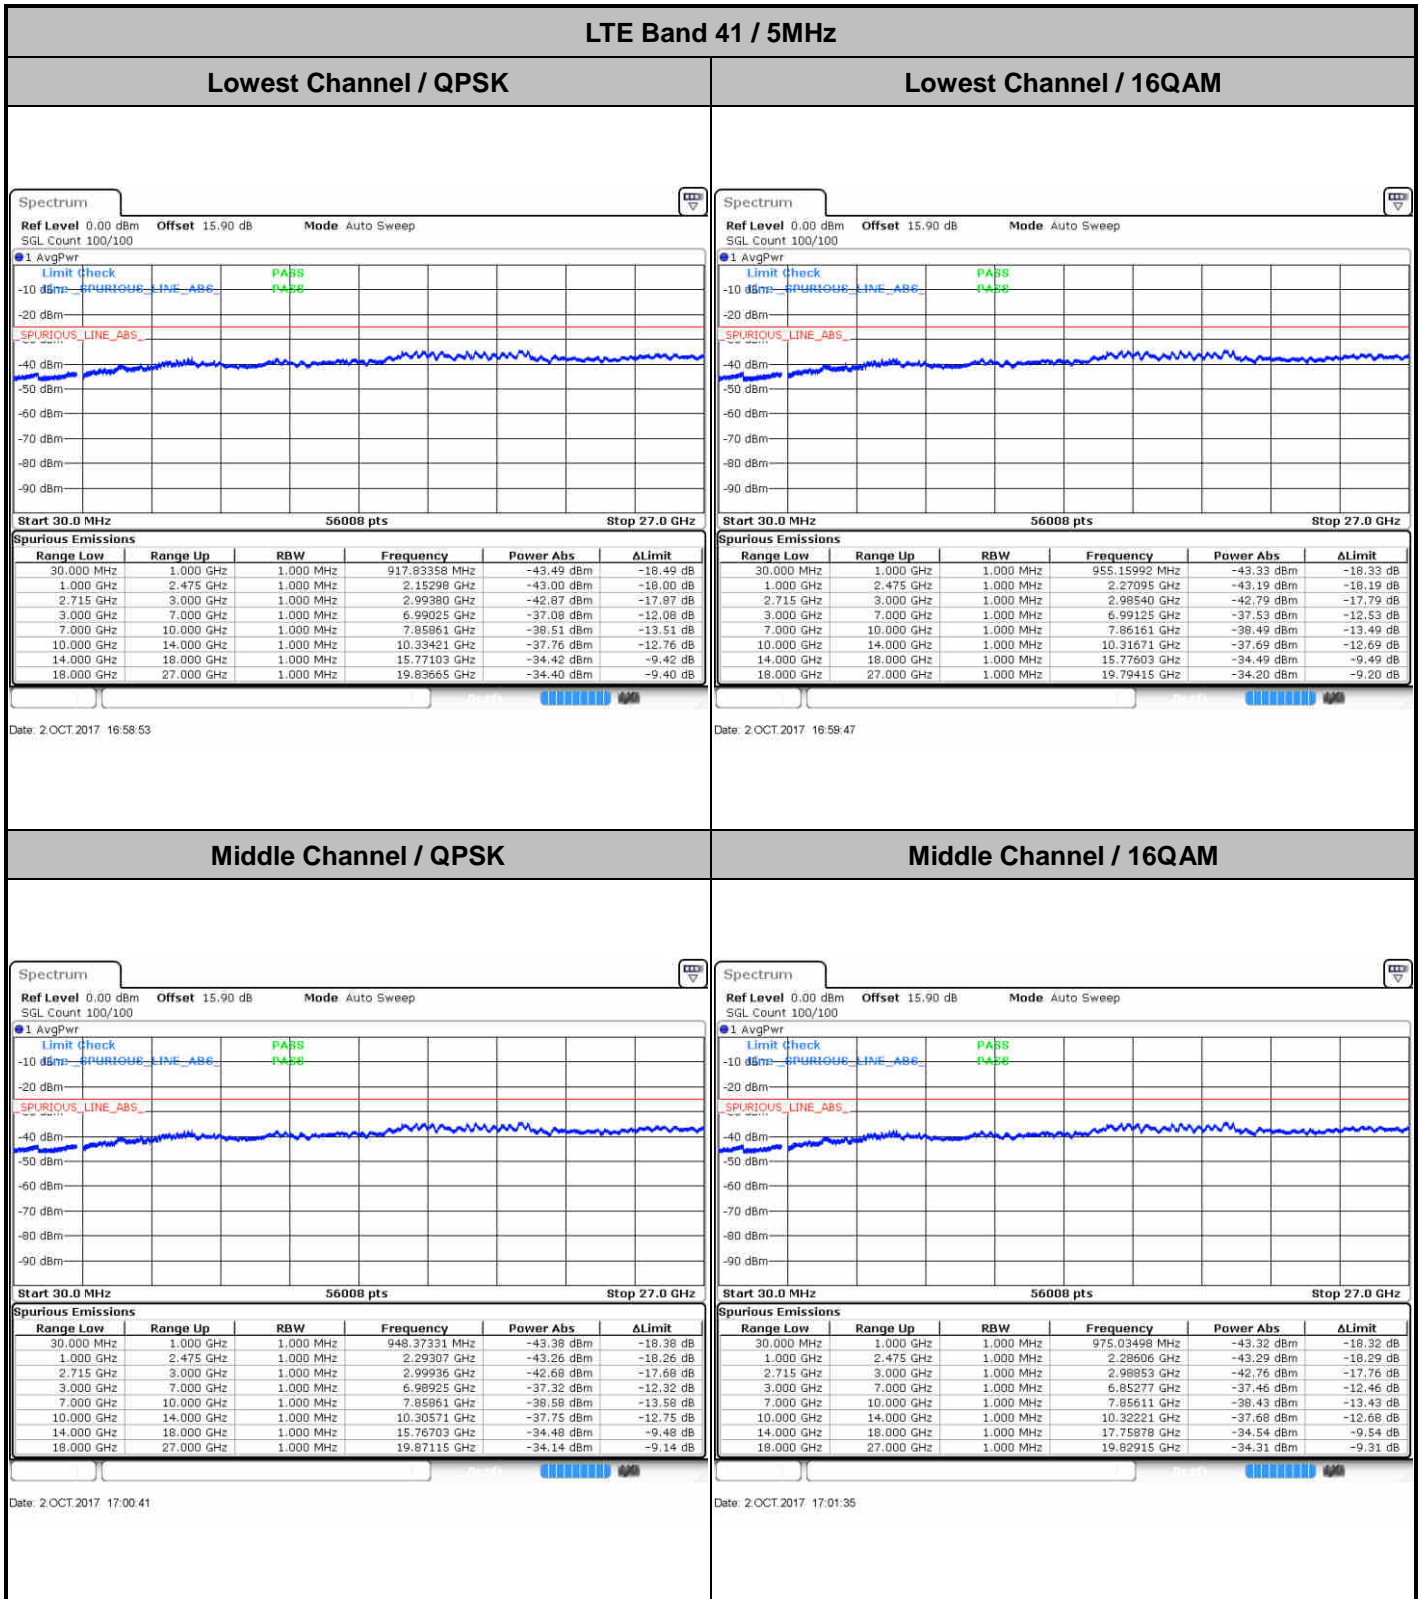 LTE Band 41 / 5MHz
Lowest Channel / QPSK
Lowest Channel / 16QAM
Spectrum
Ref Level 0.00 dBm Offset 15.90 dB Mode Auto Sweep
SGL Count 100/100
1 AvgPwr
Limit Check PASS
Line _SPURIOUS_LINE_ABS_ PASS
-10 dBm
-20 dBm
_SPURIOUS_LINE_ABS_
-40 dBm
-50 dBm
-60 dBm
-70 dBm
-80 dBm
-90 dBm
Start 30.0 MHz 56008 pts Stop 27.0 GHz
Spurious Emissions
Range Low Range Up RBW Frequency Power Abs ΔLimit
30.000 MHz 1.000 GHz 1.000 MHz 917.83358 MHz -43.49 dBm -18.49 dB
1.000 GHz 2.475 GHz 1.000 MHz 2.15298 GHz -43.00 dBm -18.00 dB
2.715 GHz 3.000 GHz 1.000 MHz 2.99380 GHz -42.87 dBm -17.87 dB
3.000 GHz 7.000 GHz 1.000 MHz 6.99025 GHz -37.08 dBm -12.08 dB
7.000 GHz 10.000 GHz 1.000 MHz 7.85861 GHz -38.51 dBm -13.51 dB
10.000 GHz 14.000 GHz 1.000 MHz 10.33421 GHz -37.76 dBm -12.76 dB
14.000 GHz 18.000 GHz 1.000 MHz 15.77103 GHz -34.42 dBm -9.42 dB
18.000 GHz 27.000 GHz 1.000 MHz 19.83665 GHz -34.40 dBm -9.40 dB
Date: 2.OCT.2017 16:58:53
Spectrum
Ref Level 0.00 dBm Offset 15.90 dB Mode Auto Sweep
SGL Count 100/100
1 AvgPwr
Limit Check PASS
Line _SPURIOUS_LINE_ABS_ PASS
-10 dBm
-20 dBm
_SPURIOUS_LINE_ABS_
-40 dBm
-50 dBm
-60 dBm
-70 dBm
-80 dBm
-90 dBm
Start 30.0 MHz 56008 pts Stop 27.0 GHz
Spurious Emissions
Range Low Range Up RBW Frequency Power Abs ΔLimit
30.000 MHz 1.000 GHz 1.000 MHz 955.15992 MHz -43.33 dBm -18.33 dB
1.000 GHz 2.475 GHz 1.000 MHz 2.27095 GHz -43.19 dBm -18.19 dB
2.715 GHz 3.000 GHz 1.000 MHz 2.98540 GHz -42.79 dBm -17.79 dB
3.000 GHz 7.000 GHz 1.000 MHz 6.99125 GHz -37.53 dBm -12.53 dB
7.000 GHz 10.000 GHz 1.000 MHz 7.86161 GHz -38.49 dBm -13.49 dB
10.000 GHz 14.000 GHz 1.000 MHz 10.31671 GHz -37.69 dBm -12.69 dB
14.000 GHz 18.000 GHz 1.000 MHz 15.77603 GHz -34.49 dBm -9.49 dB
18.000 GHz 27.000 GHz 1.000 MHz 19.79415 GHz -34.20 dBm -9.20 dB
Date: 2.OCT.2017 16:59:47
Middle Channel / QPSK
Middle Channel / 16QAM
Spectrum
Ref Level 0.00 dBm Offset 15.90 dB Mode Auto Sweep
SGL Count 100/100
1 AvgPwr
Limit Check PASS
Line _SPURIOUS_LINE_ABS_ PASS
-10 dBm
-20 dBm
_SPURIOUS_LINE_ABS_
-40 dBm
-50 dBm
-60 dBm
-70 dBm
-80 dBm
-90 dBm
Start 30.0 MHz 56008 pts Stop 27.0 GHz
Spurious Emissions
Range Low Range Up RBW Frequency Power Abs ΔLimit
30.000 MHz 1.000 GHz 1.000 MHz 948.37331 MHz -43.38 dBm -18.38 dB
1.000 GHz 2.475 GHz 1.000 MHz 2.29307 GHz -43.26 dBm -18.26 dB
2.715 GHz 3.000 GHz 1.000 MHz 2.99936 GHz -42.68 dBm -17.68 dB
3.000 GHz 7.000 GHz 1.000 MHz 6.98925 GHz -37.32 dBm -12.32 dB
7.000 GHz 10.000 GHz 1.000 MHz 7.85861 GHz -38.58 dBm -13.58 dB
10.000 GHz 14.000 GHz 1.000 MHz 10.30571 GHz -37.75 dBm -12.75 dB
14.000 GHz 18.000 GHz 1.000 MHz 15.76703 GHz -34.48 dBm -9.48 dB
18.000 GHz 27.000 GHz 1.000 MHz 19.87115 GHz -34.14 dBm -9.14 dB
Date: 2.OCT.2017 17:00:41
Spectrum
Ref Level 0.00 dBm Offset 15.90 dB Mode Auto Sweep
SGL Count 100/100
1 AvgPwr
Limit Check PASS
Line _SPURIOUS_LINE_ABS_ PASS
-10 dBm
-20 dBm
_SPURIOUS_LINE_ABS_
-40 dBm
-50 dBm
-60 dBm
-70 dBm
-80 dBm
-90 dBm
Start 30.0 MHz 56008 pts Stop 27.0 GHz
Spurious Emissions
Range Low Range Up RBW Frequency Power Abs ΔLimit
30.000 MHz 1.000 GHz 1.000 MHz 975.03498 MHz -43.32 dBm -18.32 dB
1.000 GHz 2.475 GHz 1.000 MHz 2.28606 GHz -43.29 dBm -18.29 dB
2.715 GHz 3.000 GHz 1.000 MHz 2.98853 GHz -42.76 dBm -17.76 dB
3.000 GHz 7.000 GHz 1.000 MHz 6.85277 GHz -37.46 dBm -12.46 dB
7.000 GHz 10.000 GHz 1.000 MHz 7.85611 GHz -38.43 dBm -13.43 dB
10.000 GHz 14.000 GHz 1.000 MHz 10.32221 GHz -37.68 dBm -12.68 dB
14.000 GHz 18.000 GHz 1.000 MHz 17.75878 GHz -34.54 dBm -9.54 dB
18.000 GHz 27.000 GHz 1.000 MHz 19.82915 GHz -34.31 dBm -9.31 dB
Date: 2.OCT.2017 17:01:35